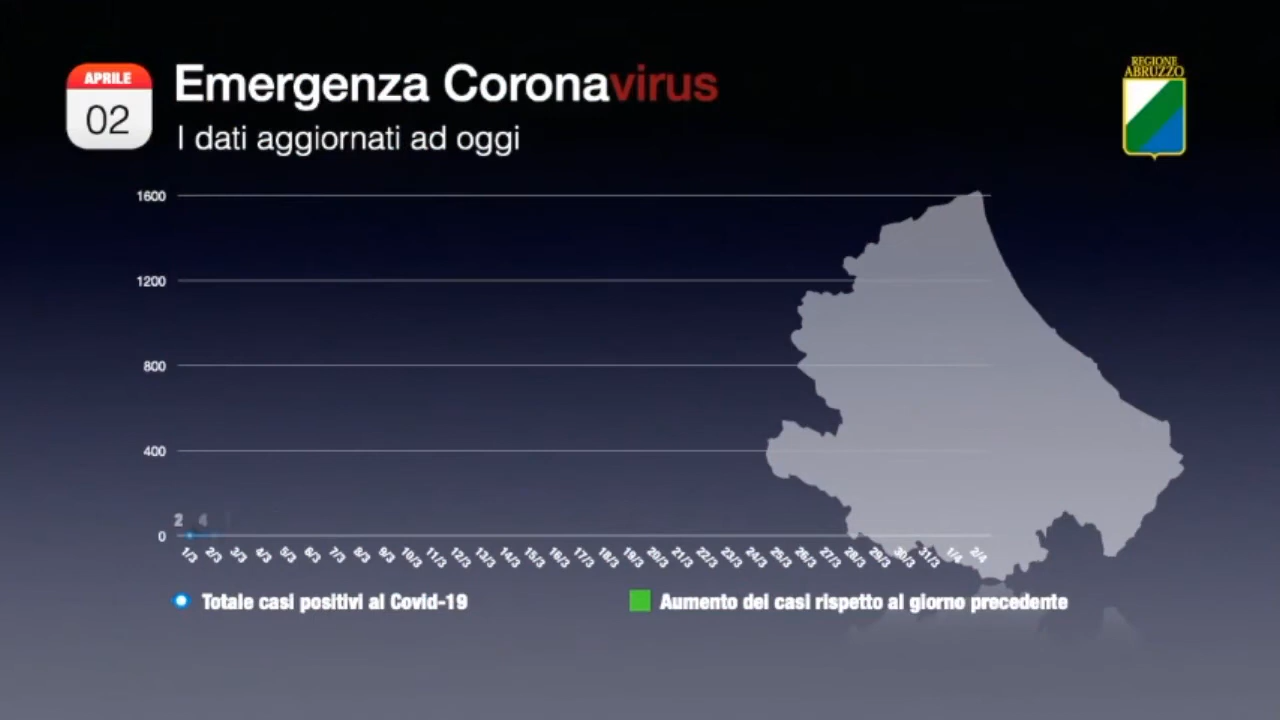 APRILE
02
Emergenza Coronavirus
I dati aggiornati ad oggi
REGIONE
ABRUZZO
1600
1200
800
400
2 4
0
1/3 2/3 3/3 4/3 5/3 6/3 7/3 8/3 9/3 10/3 11/3 12/3 13/3 14/3 15/3 16/3 17/3 18/3 19/3 20/3 21/3 22/3 23/3 24/3 25/3 26/3 27/3 28/3 29/3 30/3 31/3 1/4 2/4
Totale casi positivi al Covid-19
Aumento dei casi rispetto al giorno precedente